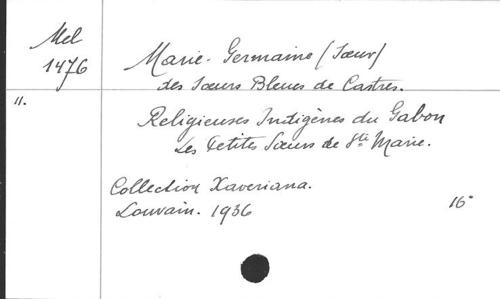 Mel
1476
Marie-Germaine (Sœur)
des Sœurs Bleues de Castres.
11.
Religieuses Indigènes du Gabon
Les Petites Sœurs de Ste Marie.
Collection Xaveriana.
Louvain. 1936
16°